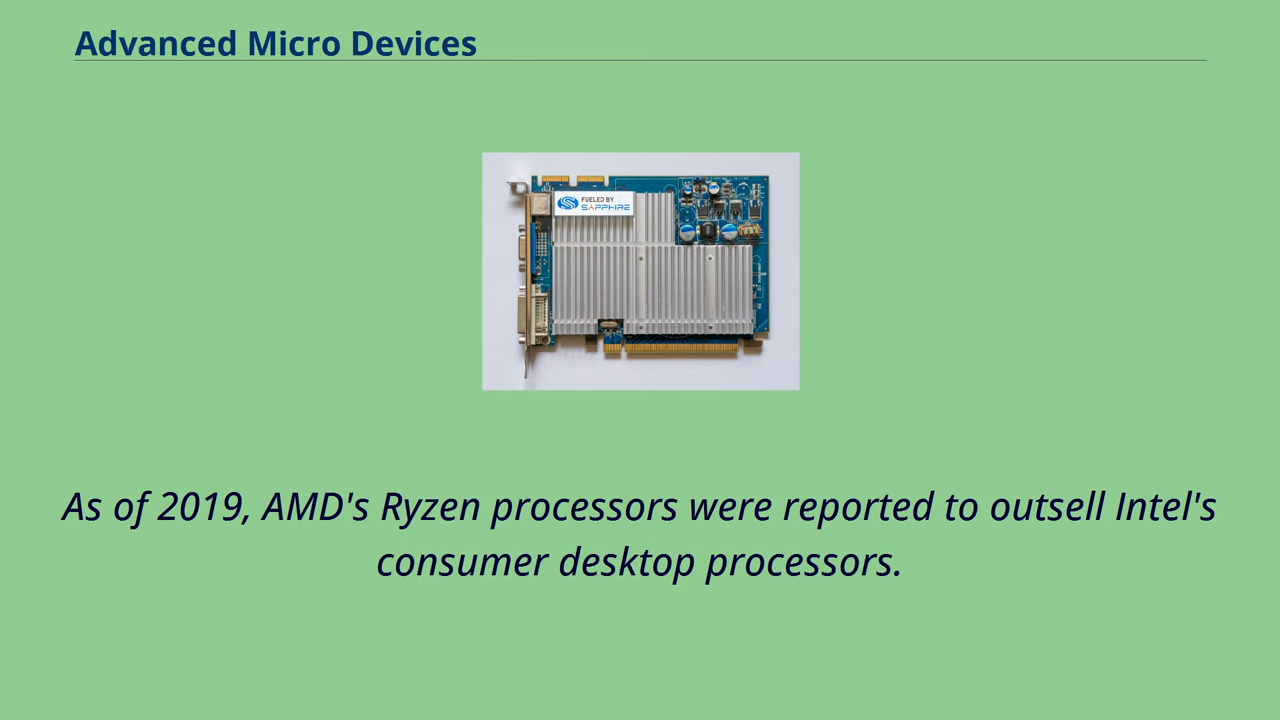 Advanced Micro Devices
FUELED BY
SAPPHIRE
As of 2019, AMD's Ryzen processors were reported to outsell Intel's
consumer desktop processors.